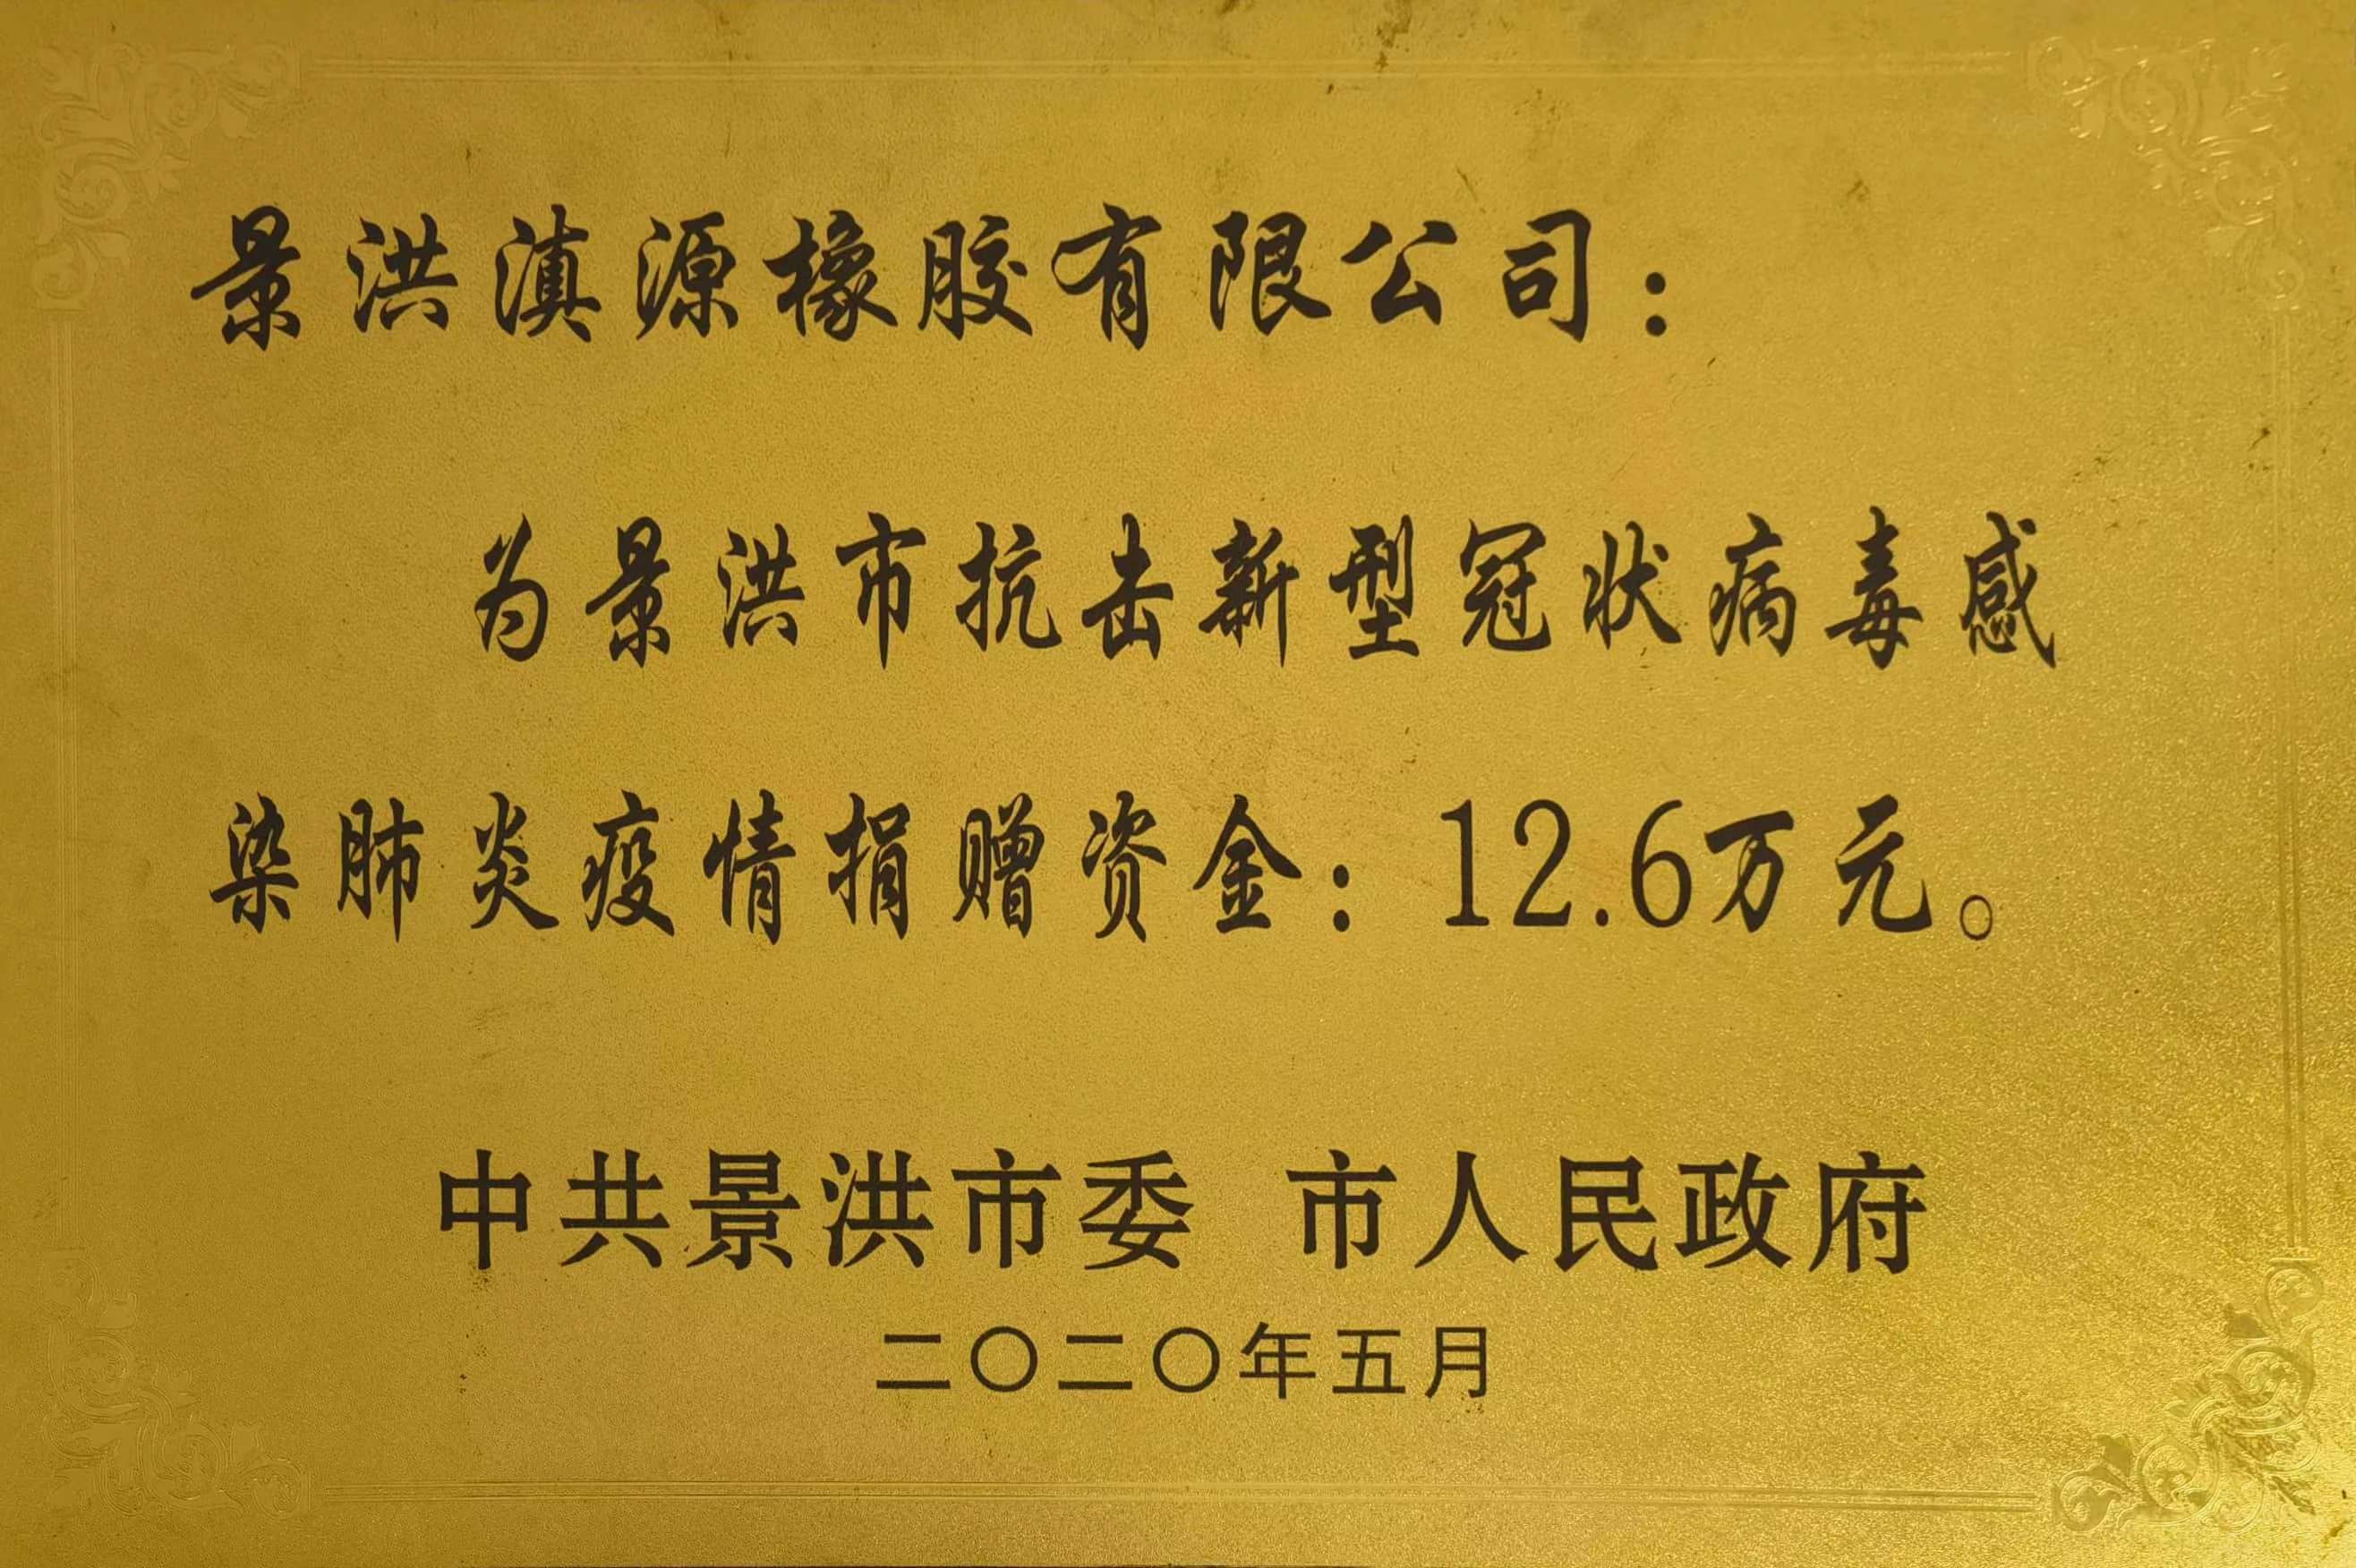 景洪滇源橡胶有限公司：
为景洪市抗击新型冠状病毒感
染肺炎疫情捐赠资金：12.6万元。
中共景洪市委 市人民政府
二〇二〇年五月